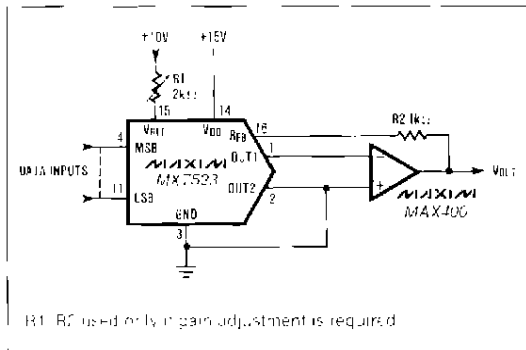 +10V +15V
R1
2kΩ
15 14
VREF VDD RFB 16 R2 1kΩ
4 MSB OUT1 1
MAXIM
DATA INPUTS MX7523 VOUT
11 LSB OUT2 2 MAXIM
GND MAX400
3
R1, R2 used only if gain adjustment is required